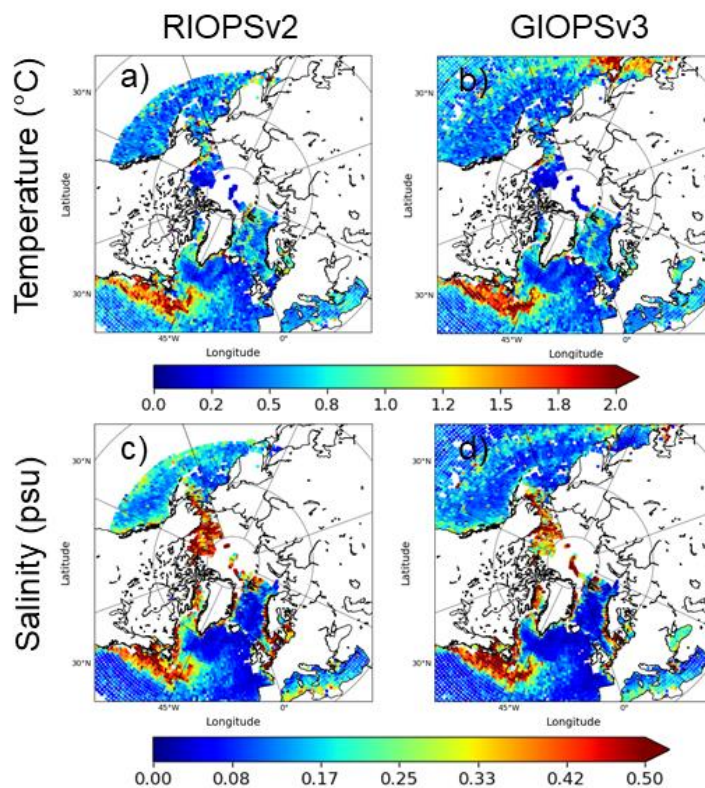 RIOPSv2 GIOPSv3
Temperature (°C)
a) b)
30°N 30°N
Latitude Latitude
30°N 30°N
45°W 0° 45°W 0°
Longitude Longitude
0.0 0.2 0.5 0.8 1.0 1.2 1.5 1.8 2.0
Salinity (psu)
c) d)
30°N 30°N
Latitude Latitude
30°N 30°N
45°W 0° 45°W 0°
Longitude Longitude
0.00 0.08 0.17 0.25 0.33 0.42 0.50